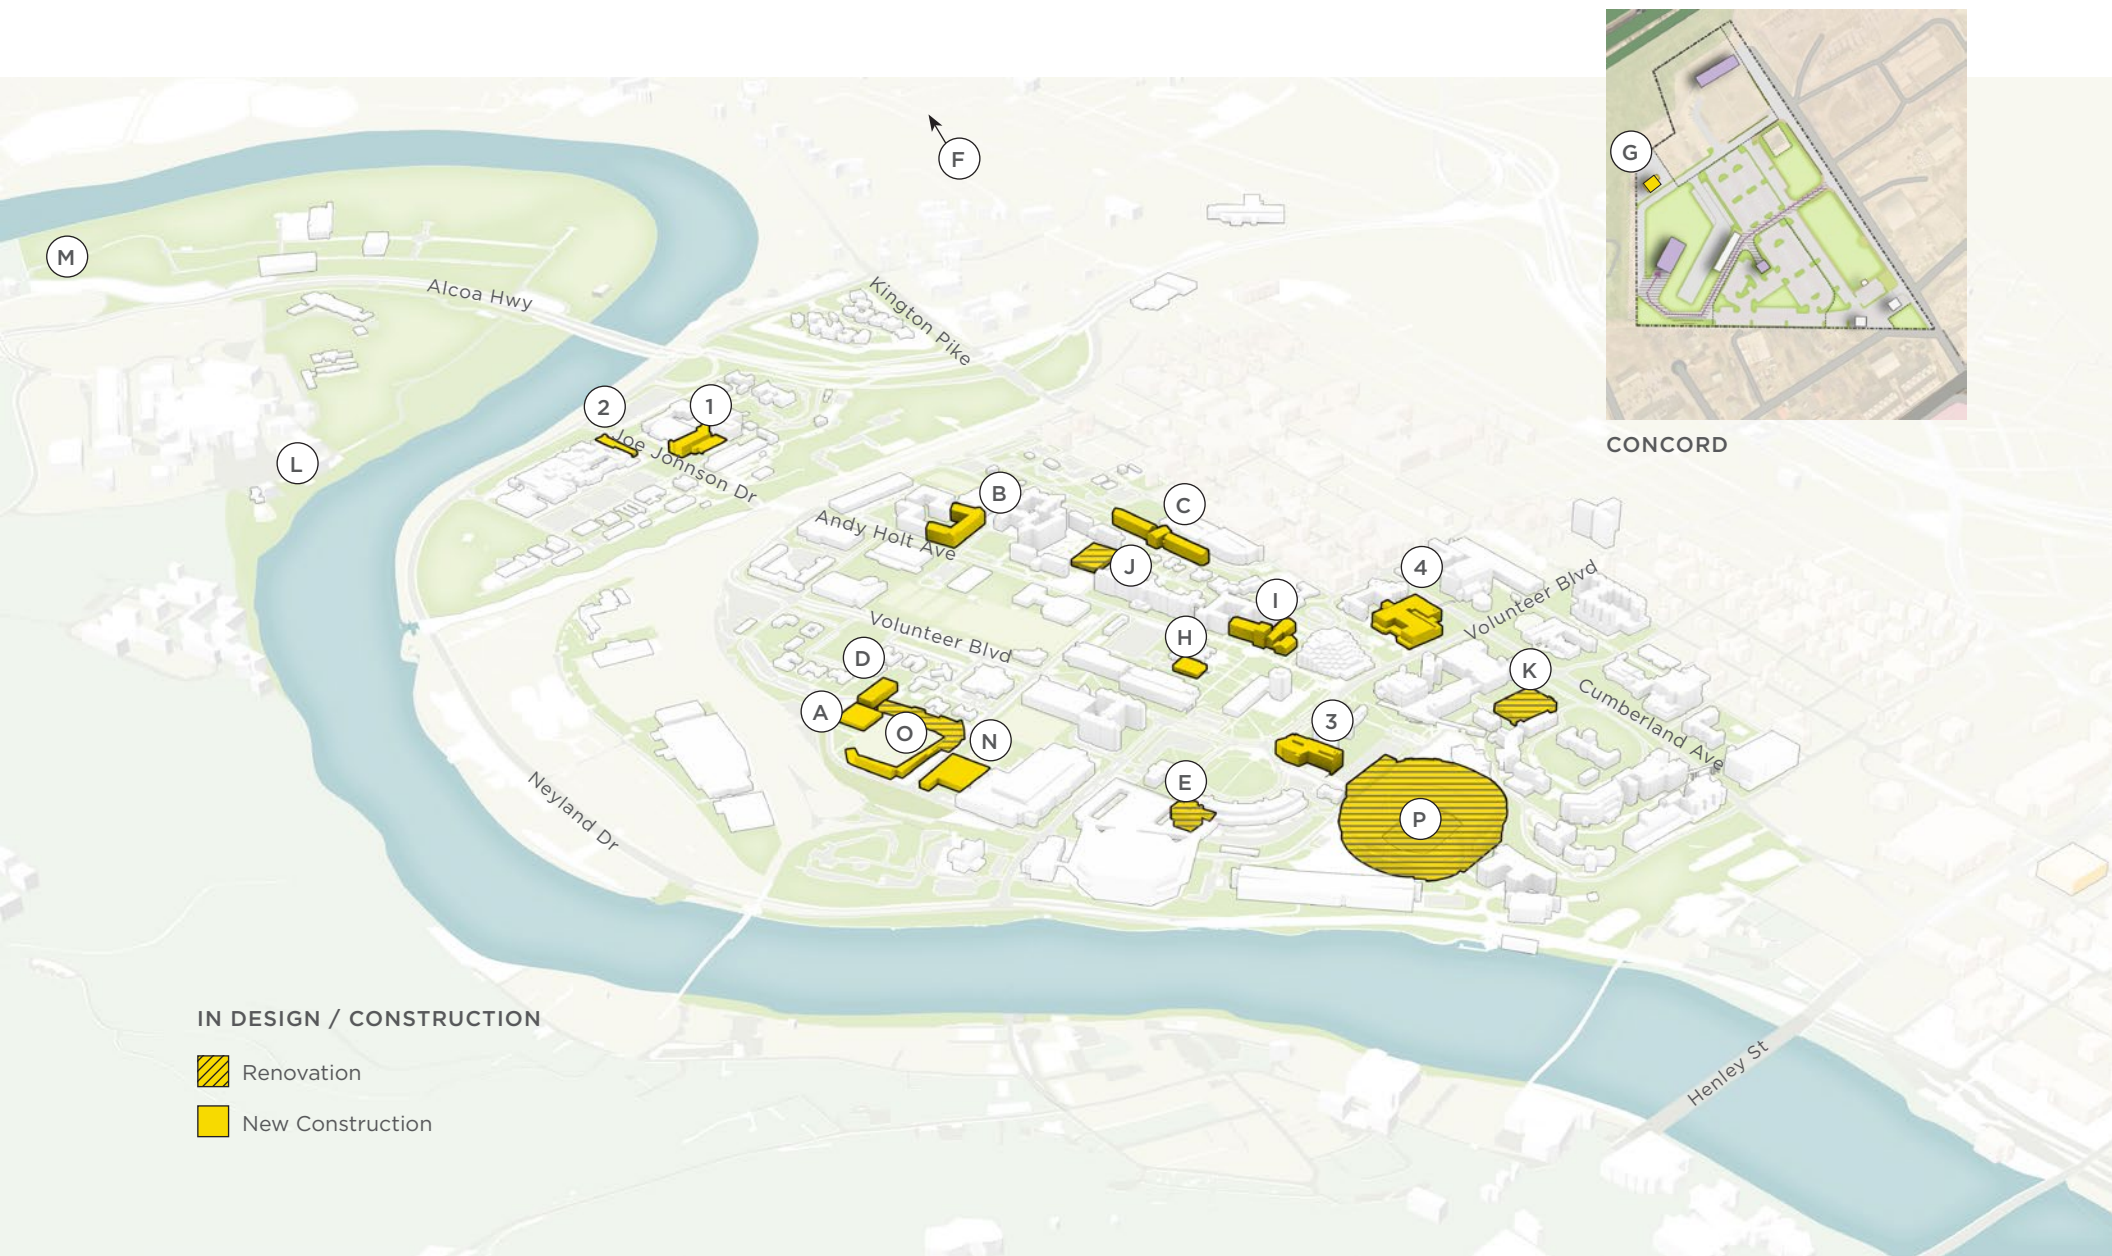 F
G
M
Alcoa Hwy
Kington Pike
CONCORD
2
1
Joe Johnson Dr
L
B
C
Andy Holt Ave
J
4
I
Volunteer Blvd
Volunteer Blvd
H
D
K
A
O
N
3
Cumberland Ave
E
P
Neyland Dr
IN DESIGN / CONSTRUCTION
Renovation
New Construction
Henley St